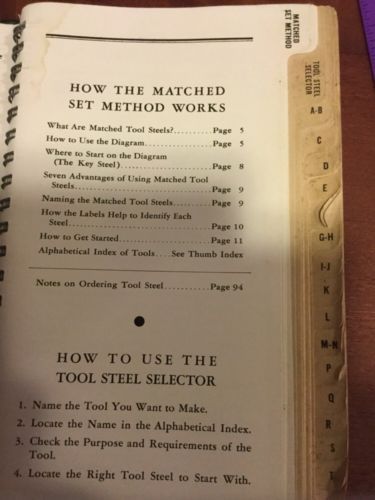 MATCHED
SET METHOD
TOOL STEEL
SELECTOR
HOW THE MATCHED
SET METHOD WORKS
What Are Matched Tool Steels?..........Page 5
How to Use the Diagram................Page 5
Where to Start on the Diagram
(The Key Steel)........................Page 8
Seven Advantages of Using Matched Tool
Steels..................................Page 9
Naming the Matched Tool Steels........Page 9
How the Labels Help to Identify Each
Steel...................................Page 10
How to Get Started....................Page 11
Alphabetical Index of Tools....See Thumb Index
Notes on Ordering Tool Steel...........Page 94
HOW TO USE THE
TOOL STEEL SELECTOR
1. Name the Tool You Want to Make.
2. Locate the Name in the Alphabetical Index.
3. Check the Purpose and Requirements of the
Tool.
4. Locate the Right Tool Steel to Start With.
A-B
C
D
E
G-H
I-J
K
L
M-N
P
Q
R
S
T